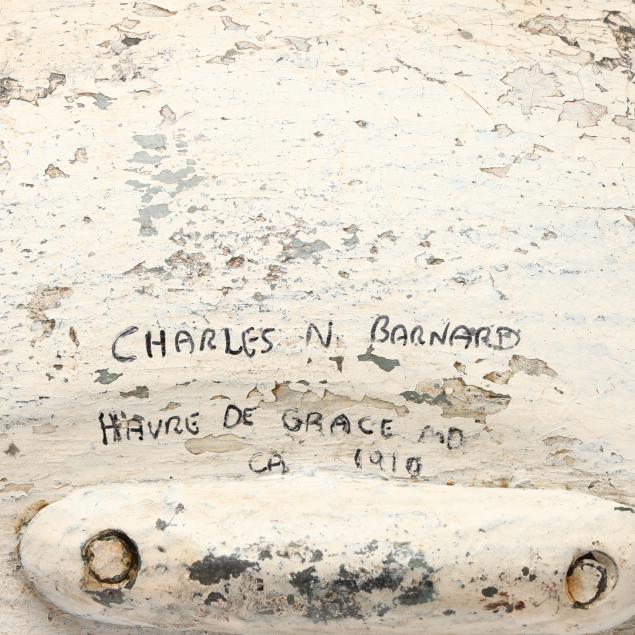 CHARLES N. BARNARD
HAVRE DE GRACE MD
CA 1910